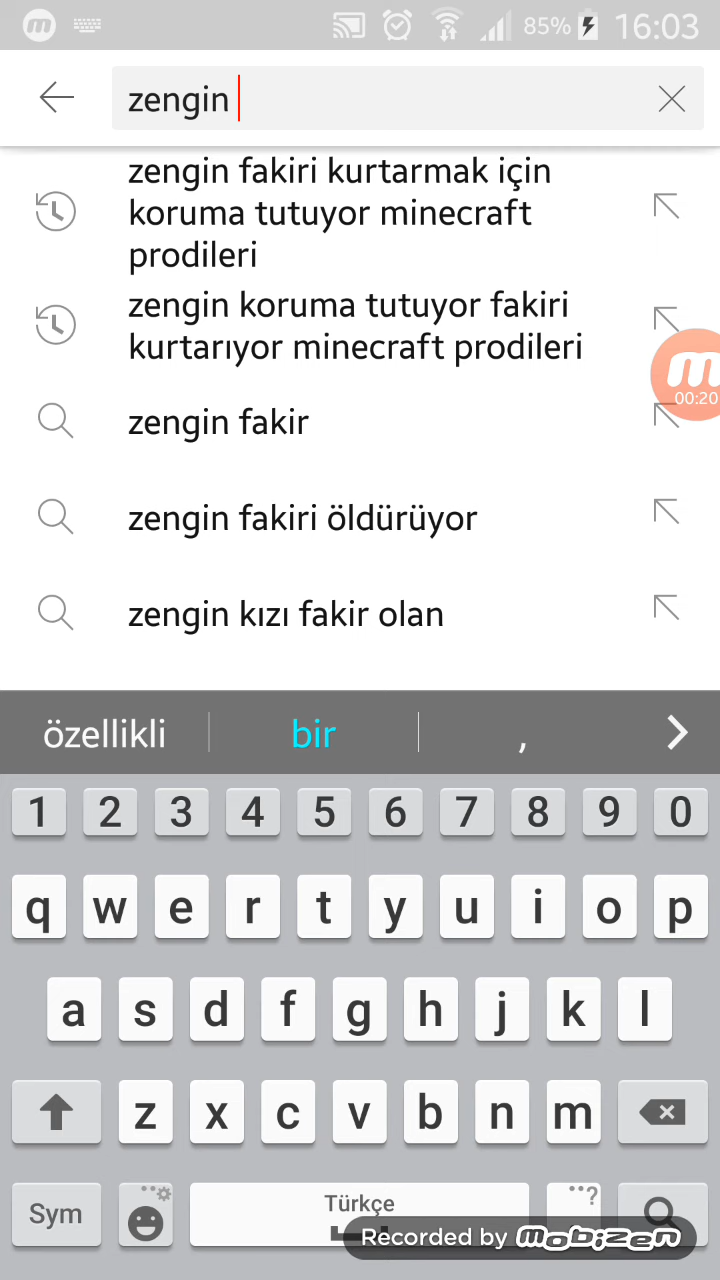 85% 16:03
zengin
zengin fakiri kurtarmak için
koruma tutuyor minecraft
prodileri
zengin koruma tutuyor fakiri
kurtarıyor minecraft prodileri
m
00:20
zengin fakir
zengin fakiri öldürüyor
zengin kızı fakir olan
özellikli bir ,
1 2 3 4 5 6 7 8 9 0
q w e r t y u i o p
a s d f g h j k l
z x c v b n m
Sym Türkçe ?
Recorded by mobizen